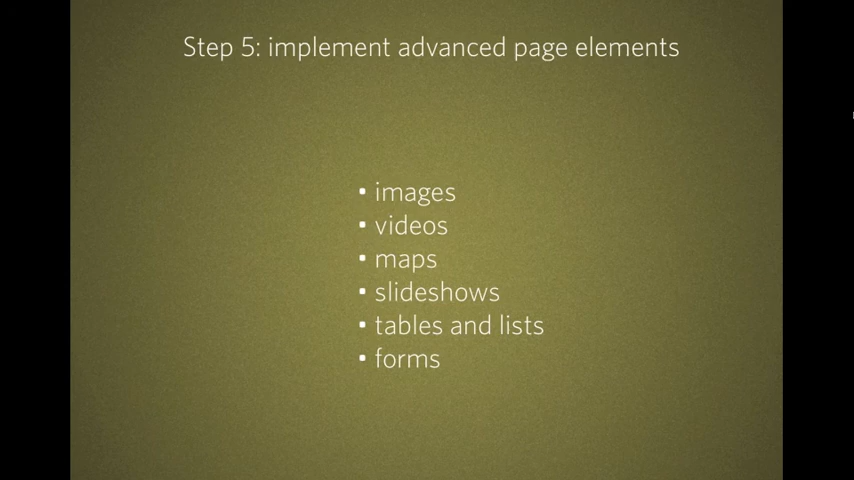 Step 5: implement advanced page elements
• images
• videos
• maps
• slideshows
• tables and lists
• forms